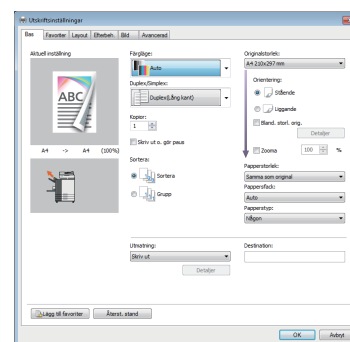 Utskriftsinställningar
Bas Favoriter Layout Efterbeh. Bild Avancerad
Aktuell inställning
ABC
A4 -> A4 (100%)
Färgläge:
Auto
Duplex/Simplex:
Duplex(Lång kant)
Kopior:
1
Skriv ut o. gör paus
Sortera:
Sortera
Grupp
Utmatning:
Skriv ut
Detaljer
Originalstorlek:
A4 210x297 mm
Orientering:
Stående
Liggande
Bland. storl. orig.
Detaljer
Zooma 100 %
Papperstorlek:
Samma som original
Pappersfack:
Auto
Papperstyp:
Någon
Destination:
Lägg till favoriter Återst. stand
OK Avbryt